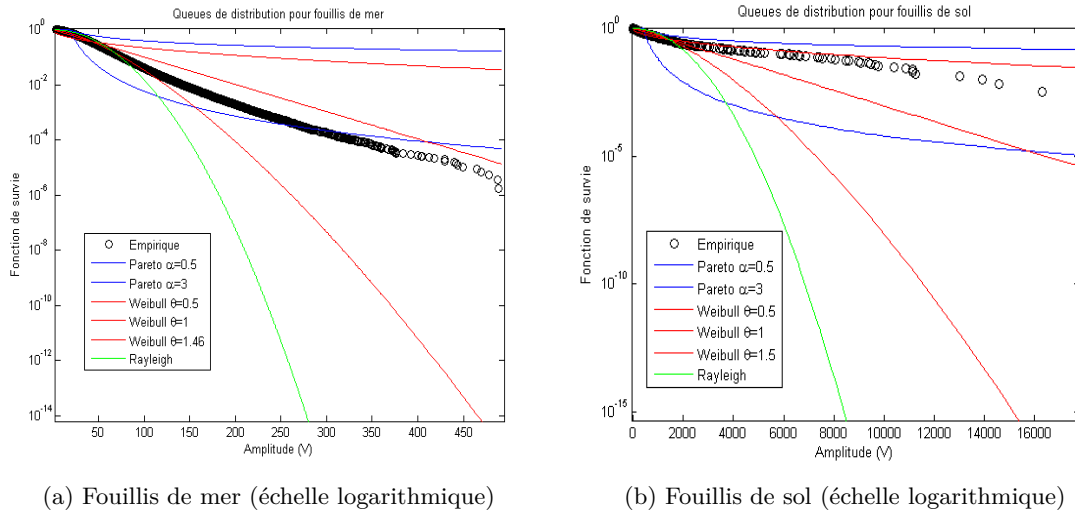 Queues de distribution pour fouillis de mer
10^0
10^-2
10^-4
10^-6
10^-8
10^-10
10^-12
10^-14
Fonction de survie
Empirique
Pareto α=0.5
Pareto α=3
Weibull θ=0.5
Weibull θ=1
Weibull θ=1.46
Rayleigh
50 100 150 200 250 300 350 400 450
Amplitude (V)
(a) Fouillis de mer (échelle logarithmique)
Queues de distribution pour fouillis de sol
10^0
10^-5
10^-10
10^-15
Fonction de survie
Empirique
Pareto α=0.5
Pareto α=3
Weibull θ=0.5
Weibull θ=1
Weibull θ=1.5
Rayleigh
0 2000 4000 6000 8000 10000 12000 14000 16000
Amplitude (V)
(b) Fouillis de sol (échelle logarithmique)